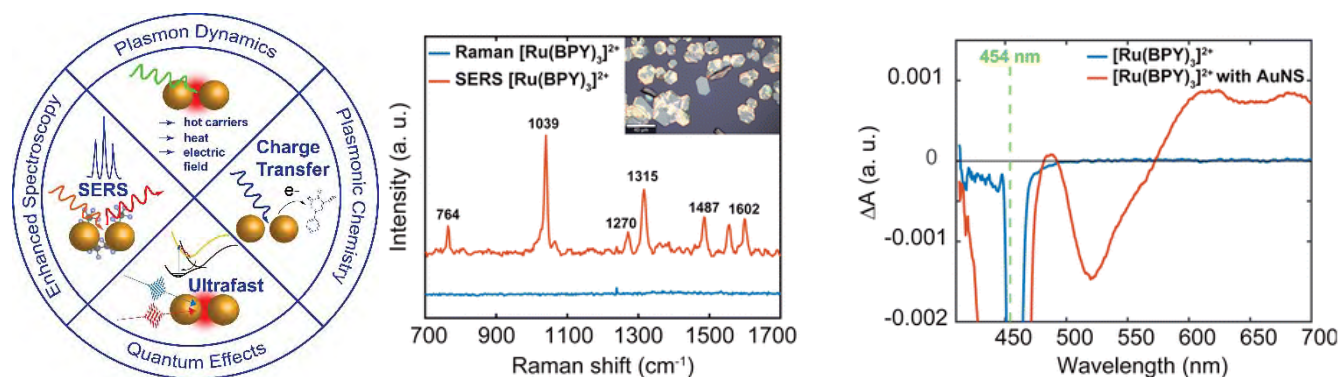 Plasmon Dynamics
Enhanced Spectroscopy
Plasmonic Chemistry
Quantum Effects
hot carriers
heat
electric
field
SERS
Charge
Transfer
e-
Ultrafast
Raman [Ru(BPY)₃]²⁺
SERS [Ru(BPY)₃]²⁺
764
1039
1270
1315
1487
1602
Intensity (a. u.)
700 900 1100 1300 1500 1700
Raman shift (cm⁻¹)
454 nm
[Ru(BPY)₃]²⁺
[Ru(BPY)₃]²⁺ with AuNS
ΔA (a. u.)
0.001
0
-0.001
-0.002
450 500 550 600 650 700
Wavelength (nm)